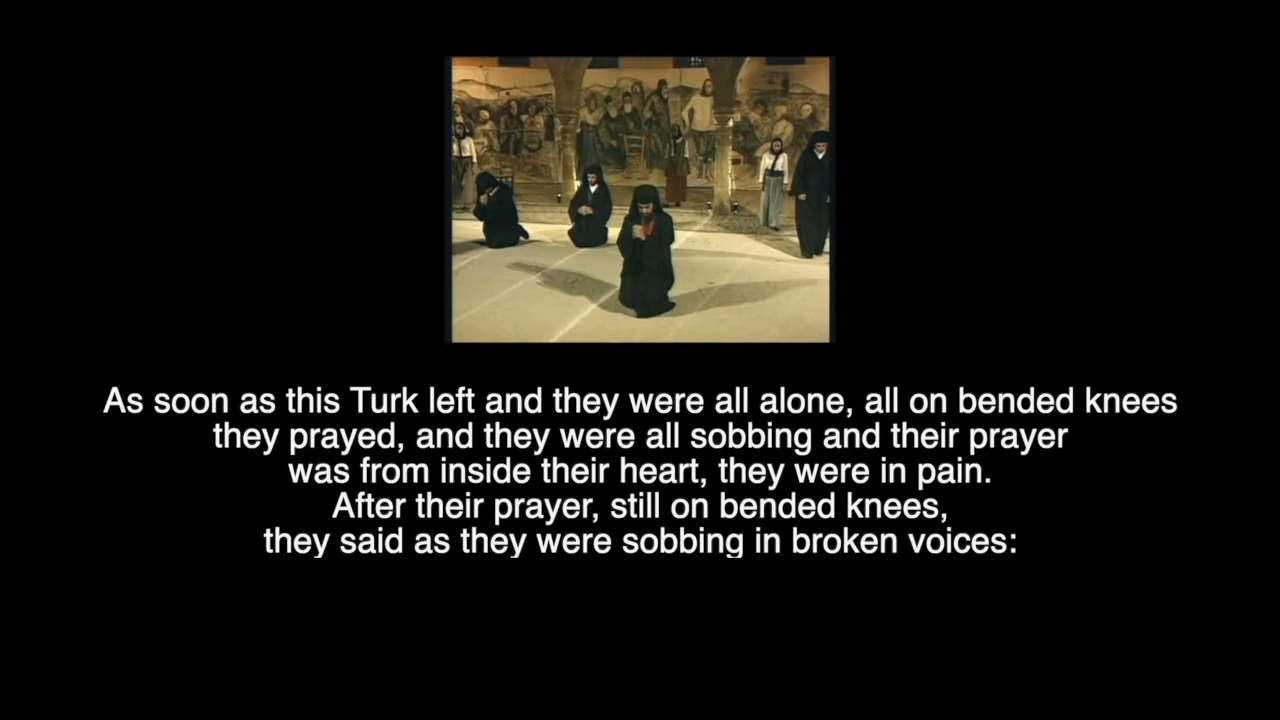 As soon as this Turk left and they were all alone, all on bended knees
they prayed, and they were all sobbing and their prayer
was from inside their heart, they were in pain.
After their prayer, still on bended knees,
they said as they were sobbing in broken voices: